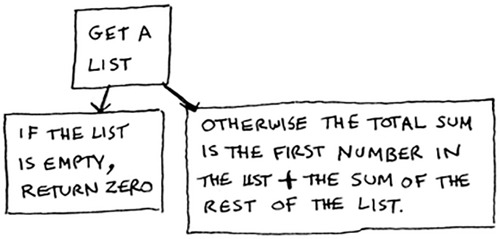 GET A
LIST
IF THE LIST
IS EMPTY,
RETURN ZERO
OTHERWISE THE TOTAL SUM
IS THE FIRST NUMBER IN
THE LIST + THE SUM OF THE
REST OF THE LIST.